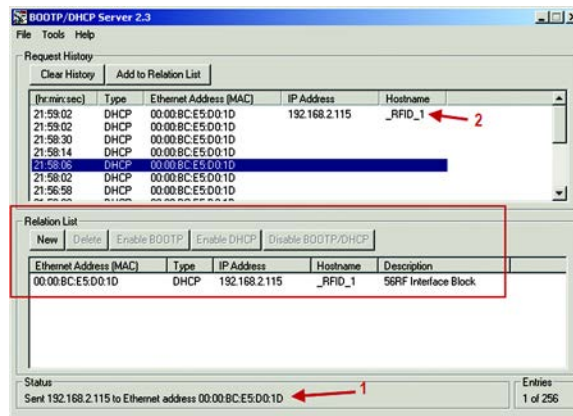 BOOTP/DHCP Server 2.3
File Tools Help
Request History
Clear History Add to Relation List
(hr:min:sec) Type Ethernet Address (MAC) IP Address Hostname
21:59:02 DHCP 00:00:BC:E5:D0:1D 192.168.2.115 _RFID_1
2
21:59:02 DHCP 00:00:BC:E5:D0:1D
21:58:30 DHCP 00:00:BC:E5:D0:1D
21:58:14 DHCP 00:00:BC:E5:D0:1D
21:58:06 DHCP 00:00:BC:E5:D0:1D
21:58:02 DHCP 00:00:BC:E5:D0:1D
21:56:58 DHCP 00:00:BC:E5:D0:1D
Relation List
New Delete Enable BOOTP Enable DHCP Disable BOOTP/DHCP
Ethernet Address (MAC) Type IP Address Hostname Description
00:00:BC:E5:D0:1D DHCP 192.168.2.115 _RFID_1 56RF Interface Block
Status
Sent 192.168.2.115 to Ethernet address 00:00:BC:E5:D0:1D
1
Entries
1 of 256